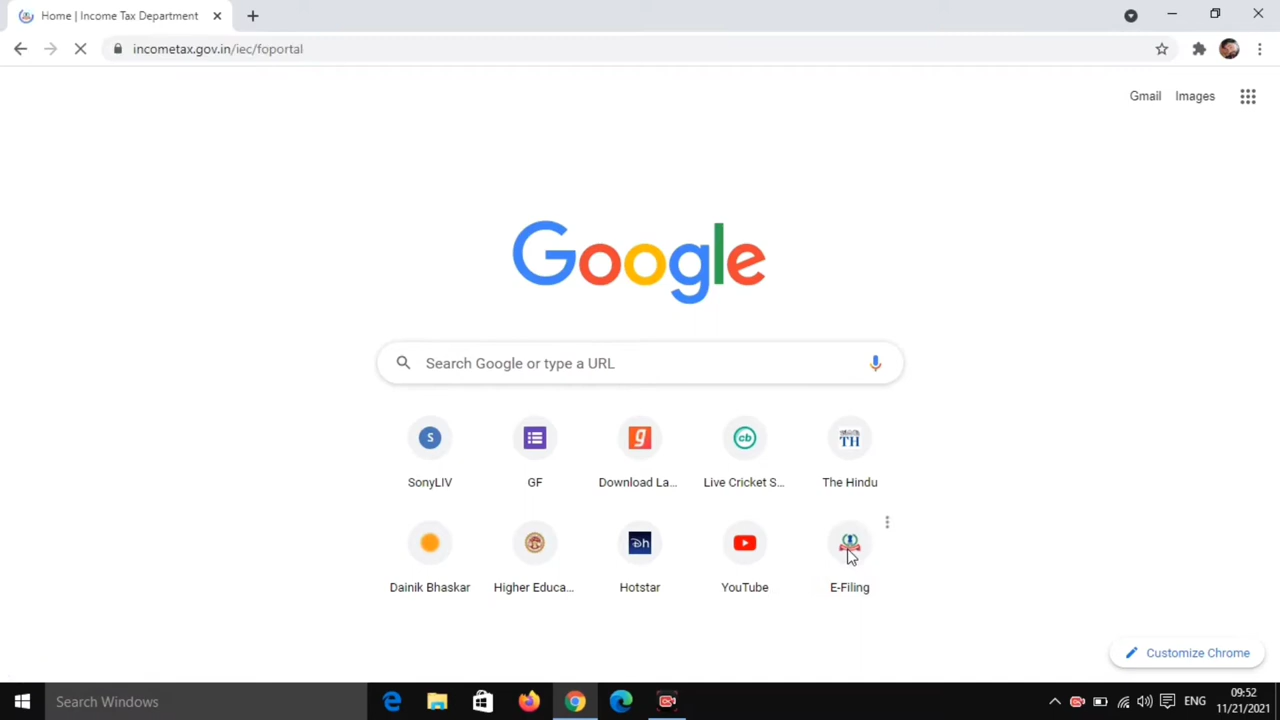 Home | Income Tax Department
incometax.gov.in/iec/foportal
Gmail Images
Google
Search Google or type a URL
S
cb
TH
SonyLIV GF Download La... Live Cricket S... The Hindu
Dainik Bhaskar Higher Educa... Hotstar YouTube E-Filing
Customize Chrome
Search Windows
ENG
09:52
11/21/2021